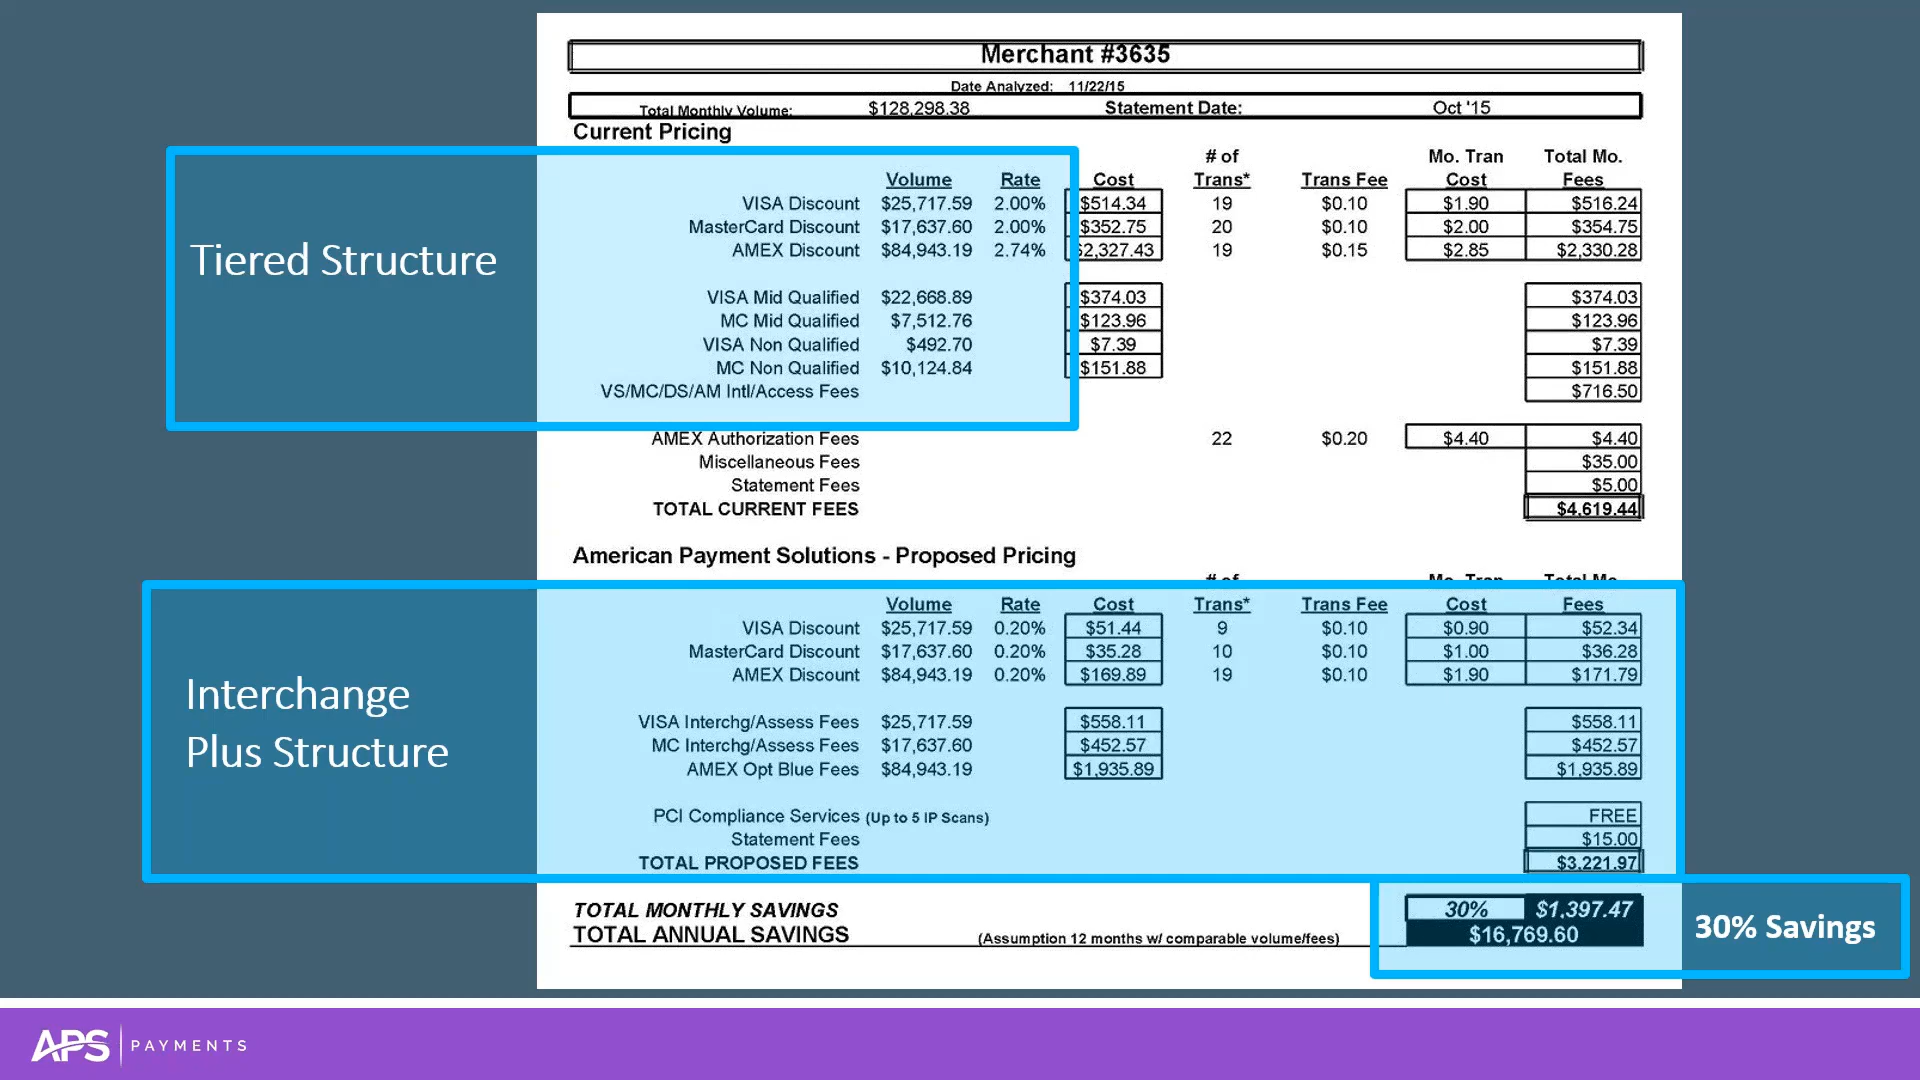 Merchant #3635
Date Analyzed: 11/22/15
Total Monthly Volume: $128,298.38 Statement Date: Oct '15
Current Pricing
# of Mo. Tran Total Mo.
Volume Rate Cost Trans* Trans Fee Cost Fees
VISA Discount $25,717.59 2.00% $514.34 19 $0.10 $1.90 $516.24
MasterCard Discount $17,637.60 2.00% $352.75 20 $0.10 $2.00 $354.75
Tiered Structure
AMEX Discount $84,943.19 2.74% $2,327.43 19 $0.15 $2.85 $2,330.28
VISA Mid Qualified $22,668.89 $374.03 $374.03
MC Mid Qualified $7,512.76 $123.96 $123.96
VISA Non Qualified $492.70 $7.39 $7.39
MC Non Qualified $10,124.84 $151.88 $151.88
VS/MC/DS/AM Intl/Access Fees $716.50
AMEX Authorization Fees 22 $0.20 $4.40 $4.40
Miscellaneous Fees $35.00
Statement Fees $5.00
TOTAL CURRENT FEES $4,619.44
American Payment Solutions - Proposed Pricing
# of Mo. Tran Total Mo.
Volume Rate Cost Trans* Trans Fee Cost Fees
VISA Discount $25,717.59 0.20% $51.44 9 $0.10 $0.90 $52.34
MasterCard Discount $17,637.60 0.20% $35.28 10 $0.10 $1.00 $36.28
AMEX Discount $84,943.19 0.20% $169.89 19 $0.10 $1.90 $171.79
Interchange
Plus Structure
VISA Interchg/Assess Fees $25,717.59 $558.11 $558.11
MC Interchg/Assess Fees $17,637.60 $452.57 $452.57
AMEX Opt Blue Fees $84,943.19 $1,935.89 $1,935.89
PCI Compliance Services (Up to 5 IP Scans) FREE
Statement Fees $15.00
TOTAL PROPOSED FEES $3,221.97
TOTAL MONTHLY SAVINGS 30% $1,397.47
TOTAL ANNUAL SAVINGS (Assumption 12 months w/ comparable volume/fees) $16,769.60
30% Savings
APS PAYMENTS